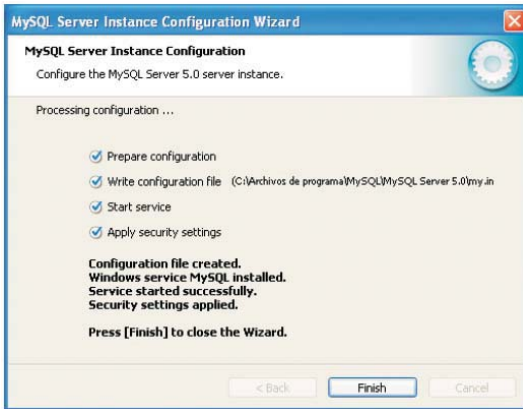 MySQL Server Instance Configuration Wizard
MySQL Server Instance Configuration
Configure the MySQL Server 5.0 server instance.
Processing configuration ...
Prepare configuration
Write configuration file (C:\Archivos de programa\MySQL\MySQL Server 5.0\my.in
Start service
Apply security settings
Configuration file created.
Windows service MySQL installed.
Service started successfully.
Security settings applied.
Press [Finish] to close the Wizard.
< Back Finish Cancel